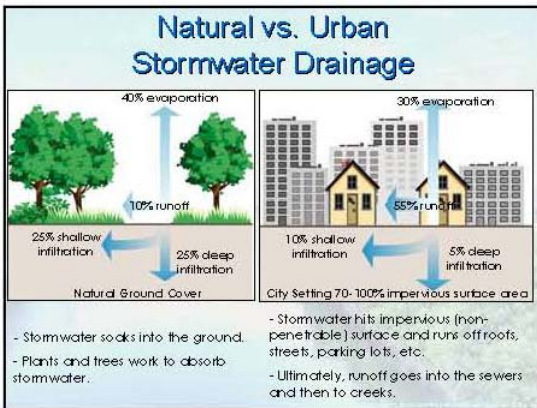 Natural vs. Urban
Stormwater Drainage
40% evaporation
10% runoff
25% shallow
infiltration
25% deep
infiltration
Natural Ground Cover
30% evaporation
55% runoff
10% shallow
infiltration
5% deep
infiltration
City Setting 70-100% impervious surface area
- Stormwater soaks into the ground.
- Plants and trees work to absorb
stormwater.
- Stormwater hits impervious (non-
penetrable) surface and runs off roofs,
streets, parking lots, etc.
- Ultimately, runoff goes into the sewers
and then to creeks.